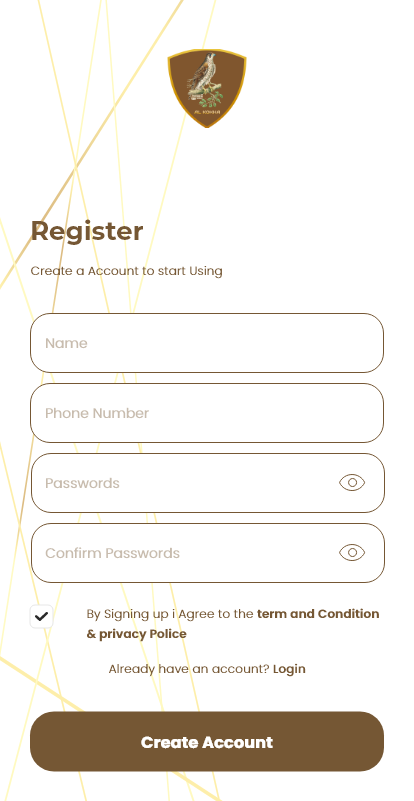 Register
Create a Account to start Using
Name
Phone Number
Passwords
Confirm Passwords
By Signing up i Agree to the term and Condition
& privacy Policy
Already have an account? Login
Create Account